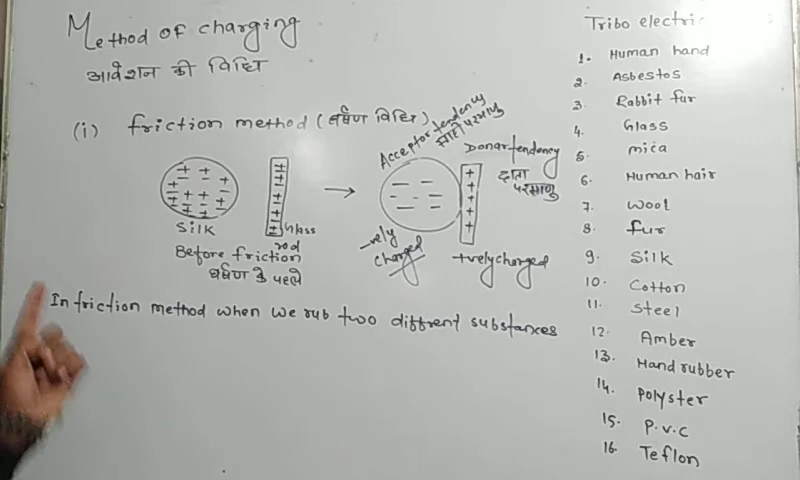 Method of charging
आवेशन की विधि
(i) friction method (घर्षण विधि)
Acceptor tendency
ग्राही परमाणु
Donar tendency
दाता
परमाणु
Silk
Glass
rod
Before friction
घर्षण के पहले
-vely
charged
+vely charged
In friction method when we rub two diffrent substances
Tribo electric
1. Human hand
2. Asbestos
3 Rabbit fur
4. Glass
5. mica
6. Human hair
7. Wool
8. fur
9. Silk
10. Cotton
11. Steel
12. Amber
13. Hand rubber
14. Polyster
15. P.v.c
16. Teflon